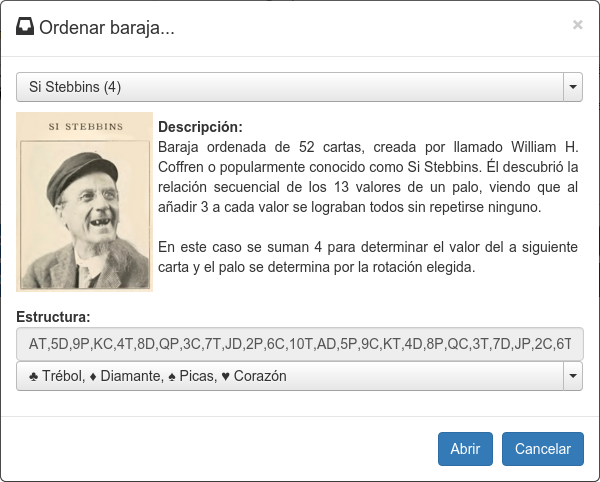 Ordenar baraja...
×
Si Stebbins (4)
SI STEBBINS
Descripción:
Baraja ordenada de 52 cartas, creada por llamado William H.
Coffren o popularmente conocido como Si Stebbins. Él descubrió la
relación secuencial de los 13 valores de un palo, viendo que al
añadir 3 a cada valor se lograban todos sin repetirse ninguno.
En este caso se suman 4 para determinar el valor del a siguiente
carta y el palo se determina por la rotación elegida.
Estructura:
AT,5D,9P,KC,4T,8D,QP,3C,7T,JD,2P,6C,10T,AD,5P,9C,KT,4D,8P,QC,3T,7D,JP,2C,6T
♣ Trébol, ♦ Diamante, ♠ Picas, ♥ Corazón
Abrir
Cancelar